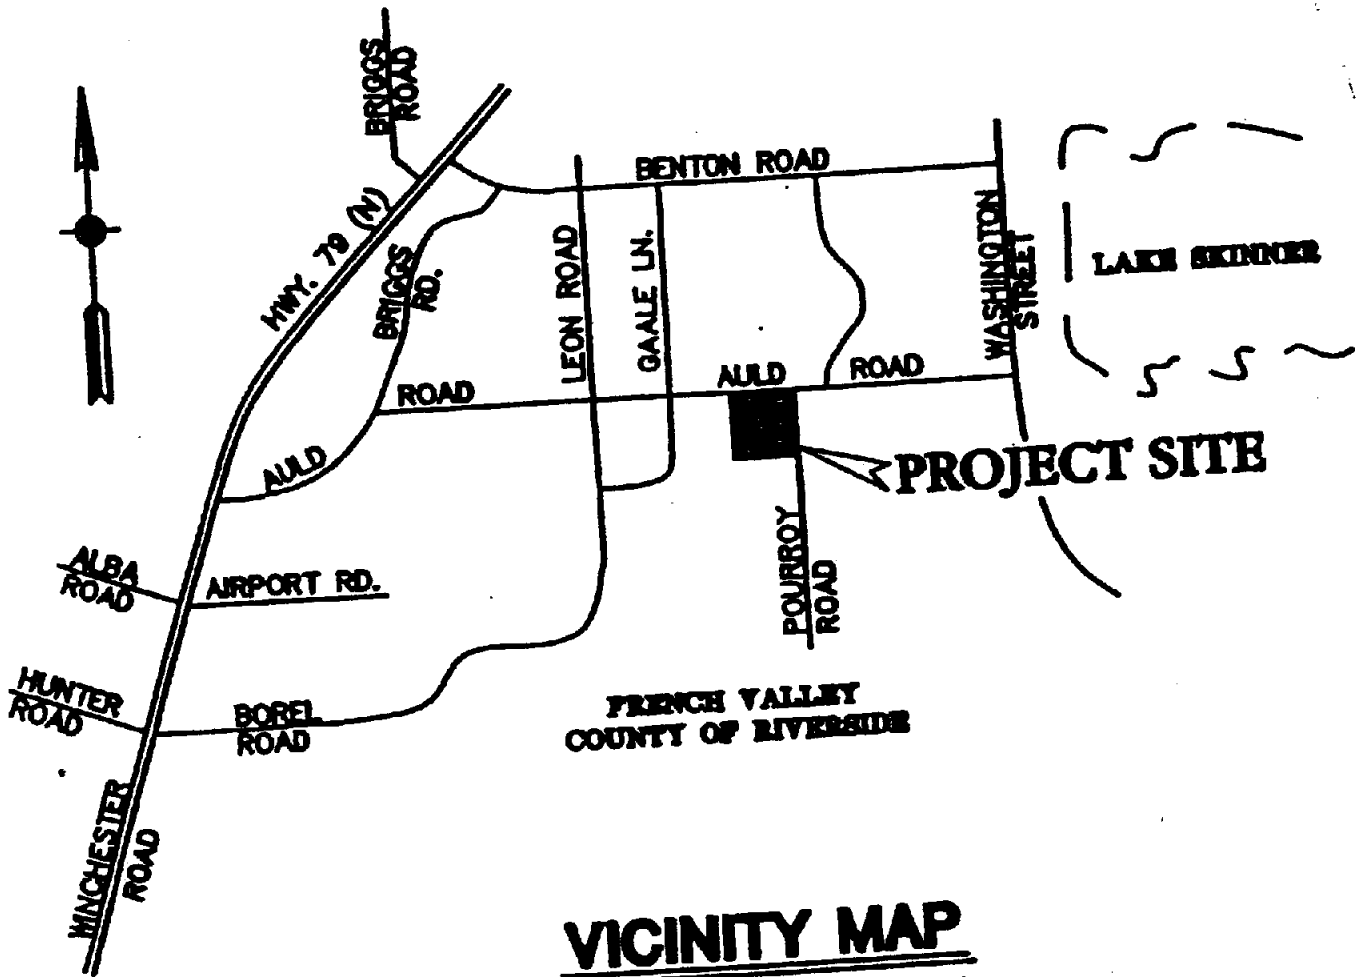 BRIGGS
ROAD
BENTON ROAD
HWY. 79 (N)
BRIGGS
RD.
LEON ROAD
GAALE LN.
WASHINGTON
STREET
LAKE SKINNER
ROAD
AULD
ROAD
AULD
PROJECT SITE
POURROY
ROAD
ALBA
ROAD
AIRPORT RD.
HUNTER
ROAD
BOREL
ROAD
FRENCH VALLEY
COUNTY OF RIVERSIDE
WINCHESTER
ROAD
VICINITY MAP